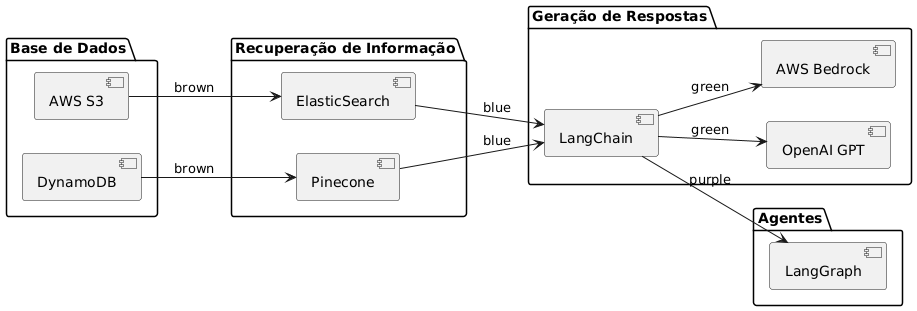 Base de Dados
AWS S3
DynamoDB
brown
brown
Recuperação de Informação
ElasticSearch
Pinecone
blue
blue
Geração de Respostas
LangChain
green
green
purple
AWS Bedrock
OpenAI GPT
Agentes
LangGraph